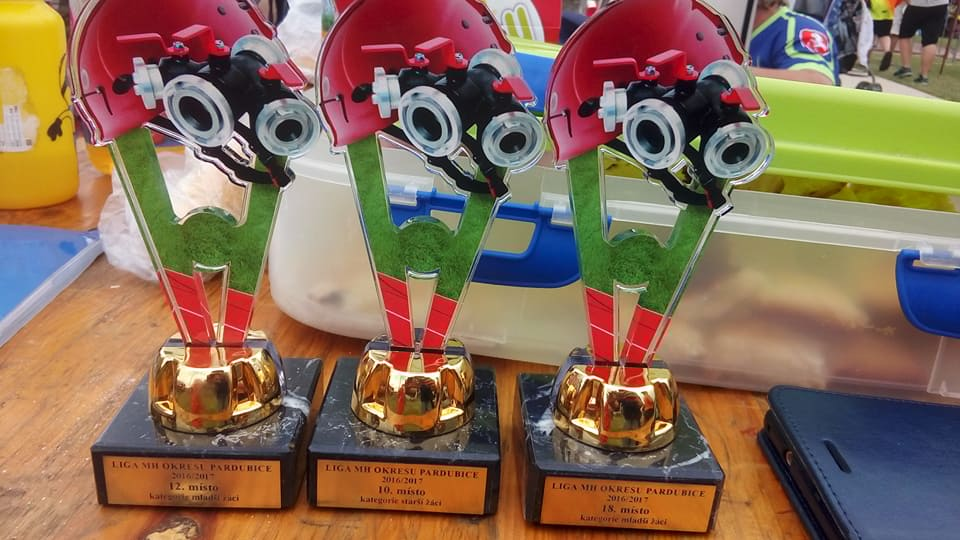 LIGA MH OKRESU PARDUBICE
2016/2017
12. místo
kategorie mladší žáci
LIGA MH OKRESU PARDUBICE
2016/2017
10. místo
kategorie starší žáci
LIGA MH OKRESU PARDUBICE
2016/2017
18. místo
kategorie mladší žáci